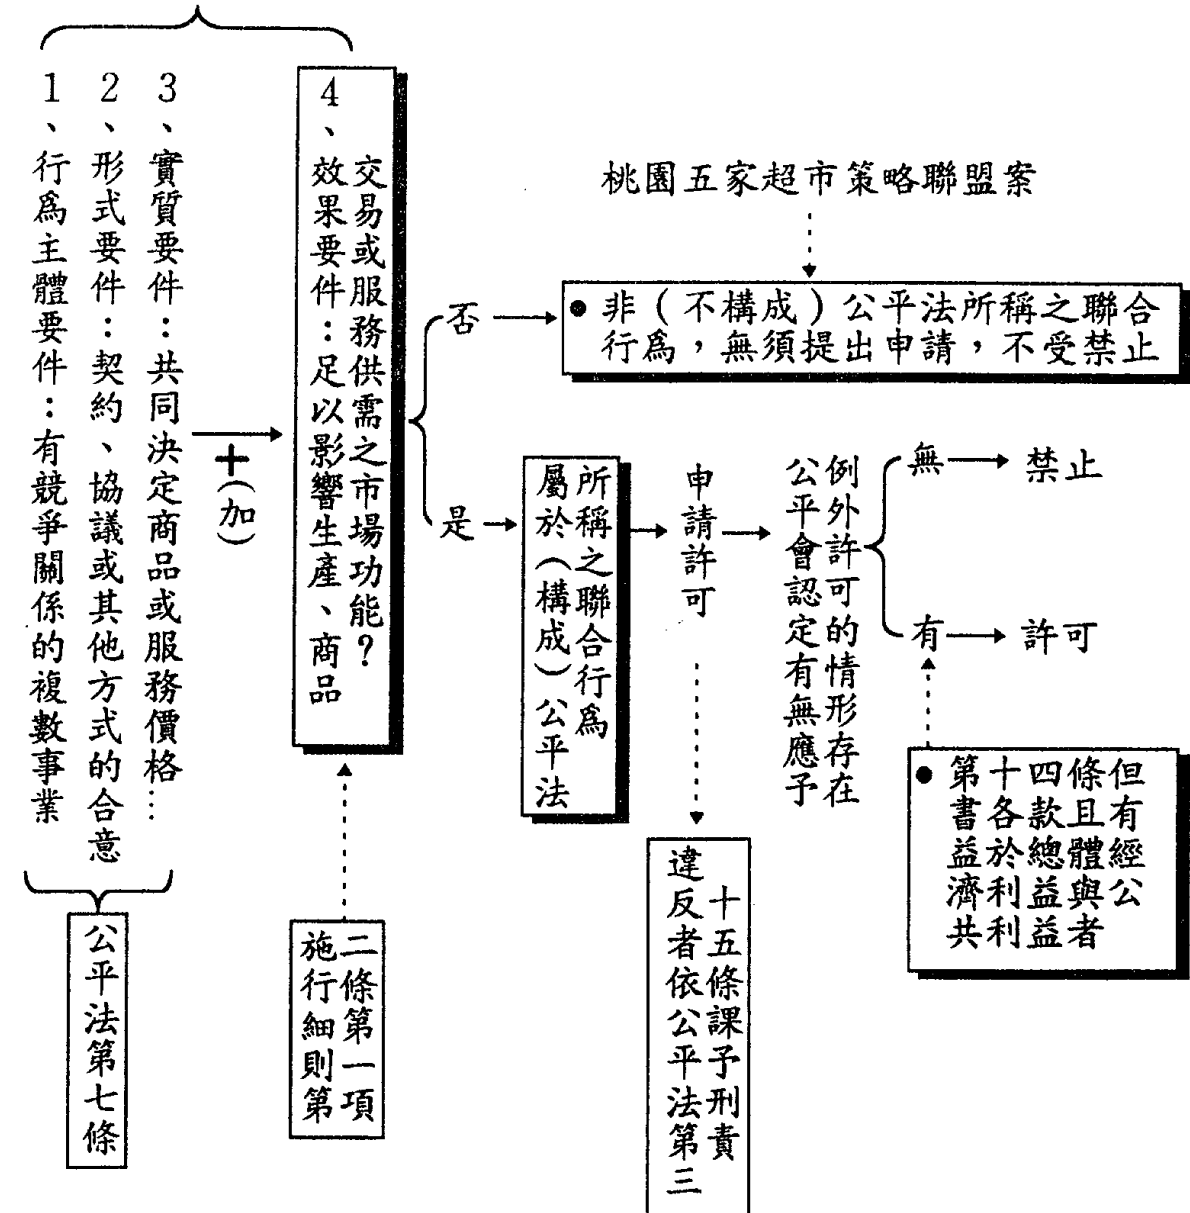 1、行爲主體要件：有競爭關係的複數事業
2、形式要件：契約、協議或其他方式的合意
3、實質要件：共同決定商品或服務價格…
公平法第七條
＋（加）
4、效果要件：足以影響生產、商品
交易或服務供需之市場功能？
施行細則第
二條第一項
否
桃園五家超市策略聯盟案
●非（不構成）公平法所稱之聯合
行爲，無須提出申請，不受禁止
是
屬於（構成）公平法
所稱之聯合行爲
申請許可
違反者依公平法第三
十五條課予刑責
公平會認定有無應予
例外許可的情形存在
無
禁止
有
許可
●第十四條但
書各款且有
益於總體經
濟利益與公
共利益者